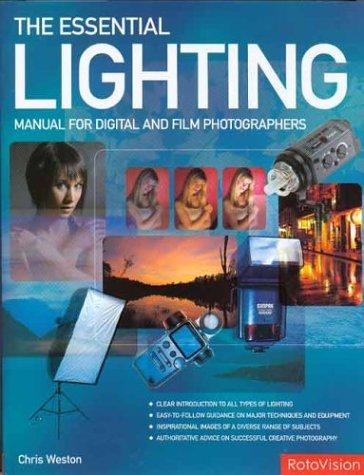 THE ESSENTIAL
LIGHTING
MANUAL FOR DIGITAL AND FILM PHOTOGRAPHERS
SUNPAK
• CLEAR INTRODUCTION TO ALL TYPES OF LIGHTING
• EASY-TO-FOLLOW GUIDANCE ON MAJOR TECHNIQUES AND EQUIPMENT
• INSPIRATIONAL IMAGES OF A DIVERSE RANGE OF SUBJECTS
• AUTHORITATIVE ADVICE ON SUCCESSFUL CREATIVE PHOTOGRAPHY
Chris Weston
RotoVision